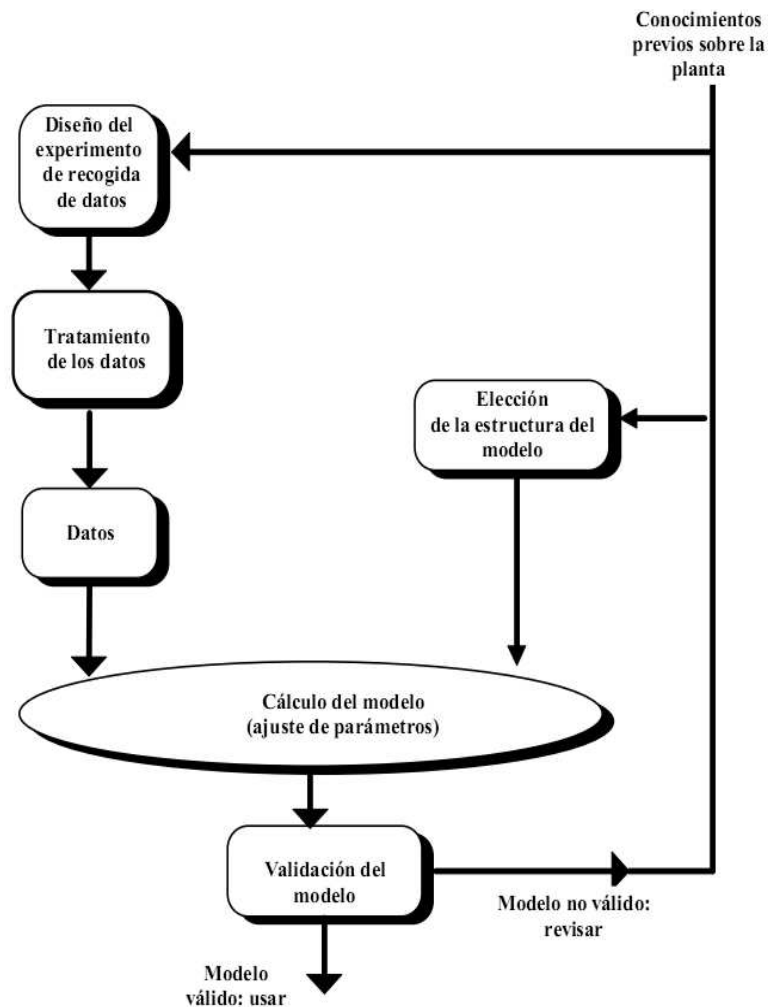 Conocimientos
previos sobre la
planta
Diseño del
experimento
de recogida
de datos
Tratamiento
de los datos
Elección
de la estructura del
modelo
Datos
Cálculo del modelo
(ajuste de parámetros)
Validación del
modelo
Modelo no válido:
revisar
Modelo
válido: usar